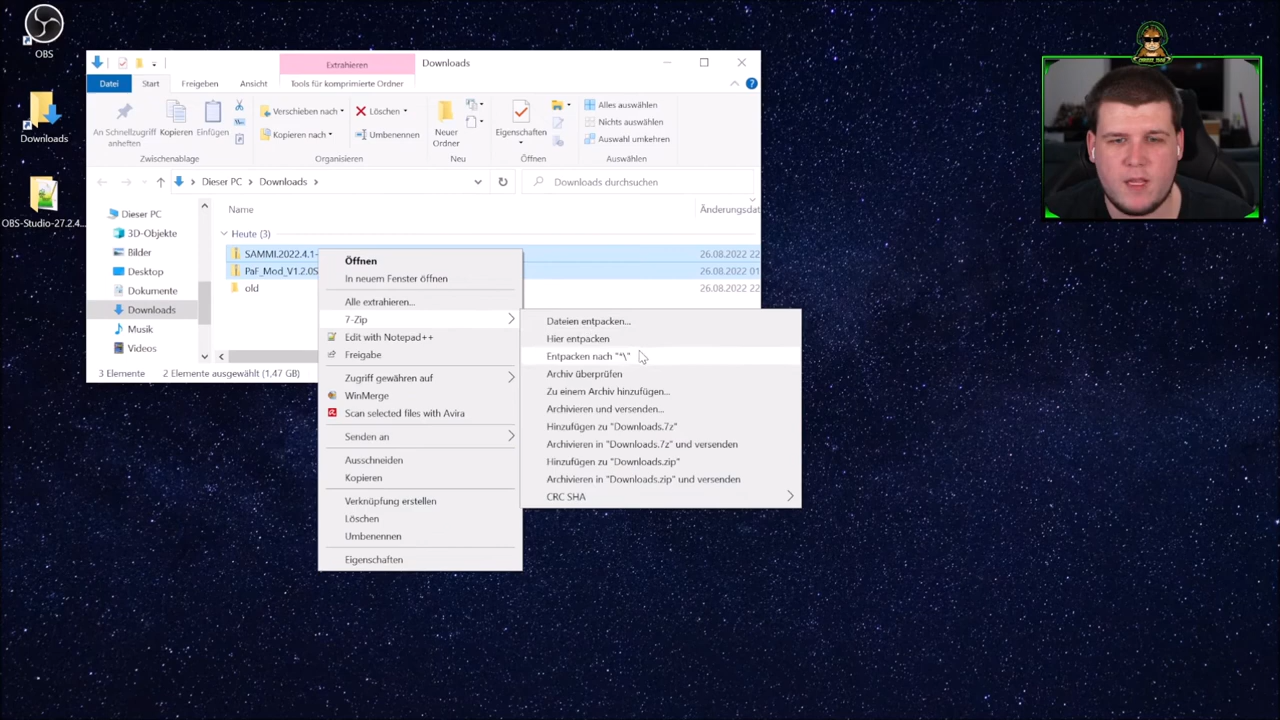 OBS
Downloads
OBS-Studio-27.2.4...
Extrahieren
Downloads
Datei
Start
Freigeben
Ansicht
Tools für komprimierte Ordner
An Schnellzugriff
anheften
Kopieren
Einfügen
Zwischenablage
Verschieben nach
Kopieren nach
Löschen
Umbenennen
Organisieren
Neuer
Ordner
Neu
Eigenschaften
Öffnen
Alles auswählen
Nichts auswählen
Auswahl umkehren
Auswählen
Dieser PC > Downloads >
Downloads durchsuchen
Dieser PC
3D-Objekte
Bilder
Desktop
Dokumente
Downloads
Musik
Videos
Name
Änderungsdat
Heute (3)
SAMMI.2022.4.1-
26.08.2022 22
PaF_Mod_V1.2.0S
26.08.2022 01
old
26.08.2022 22
3 Elemente
2 Elemente ausgewählt (1,47 GB)
Öffnen
In neuem Fenster öffnen
Alle extrahieren...
7-Zip
Edit with Notepad++
Freigabe
Zugriff gewähren auf
WinMerge
Scan selected files with Avira
Senden an
Ausschneiden
Kopieren
Verknüpfung erstellen
Löschen
Umbenennen
Eigenschaften
Dateien entpacken...
Hier entpacken
Entpacken nach "*\"
Archiv überprüfen
Zu einem Archiv hinzufügen...
Archivieren und versenden...
Hinzufügen zu "Downloads.7z"
Archivieren in "Downloads.7z" und versenden
Hinzufügen zu "Downloads.zip"
Archivieren in "Downloads.zip" und versenden
CRC SHA